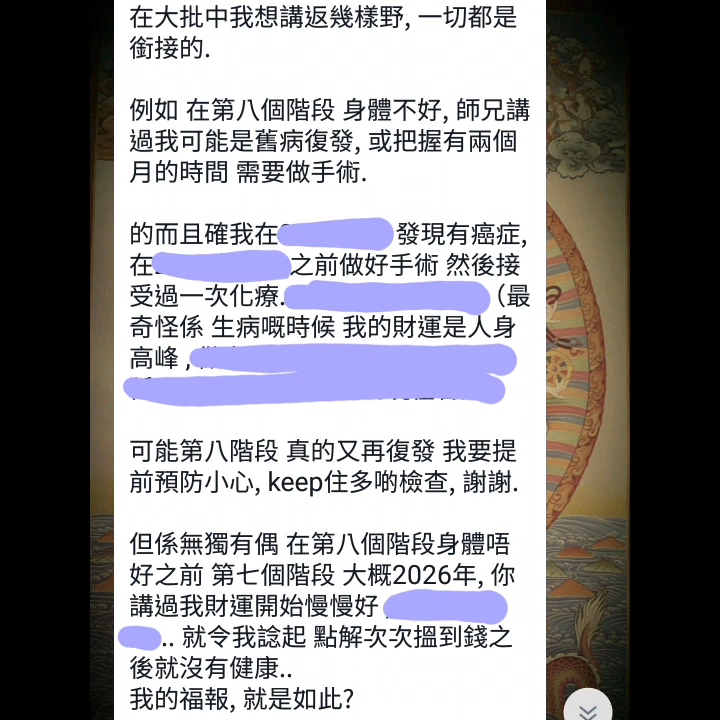 在大批中我想講返幾樣野, 一切都是
銜接的.
例如 在第八個階段 身體不好, 師兄講
過我可能是舊病復發, 或把握有兩個
月的時間 需要做手術.
的而且確我在 發現有癌症,
在 之前做好手術 然後接
受過一次化療. (最
奇怪係 生病嘅時候 我的財運是人身
高峰 ,
可能第八階段 真的又再復發 我要提
前預防小心, keep住多啲檢查, 謝謝.
但係無獨有偶 在第八個階段身體唔
好之前 第七個階段 大概2026年, 你
講過我財運開始慢慢好
.. 就令我諗起 點解次次搵到錢之
後就沒有健康..
我的福報, 就是如此?